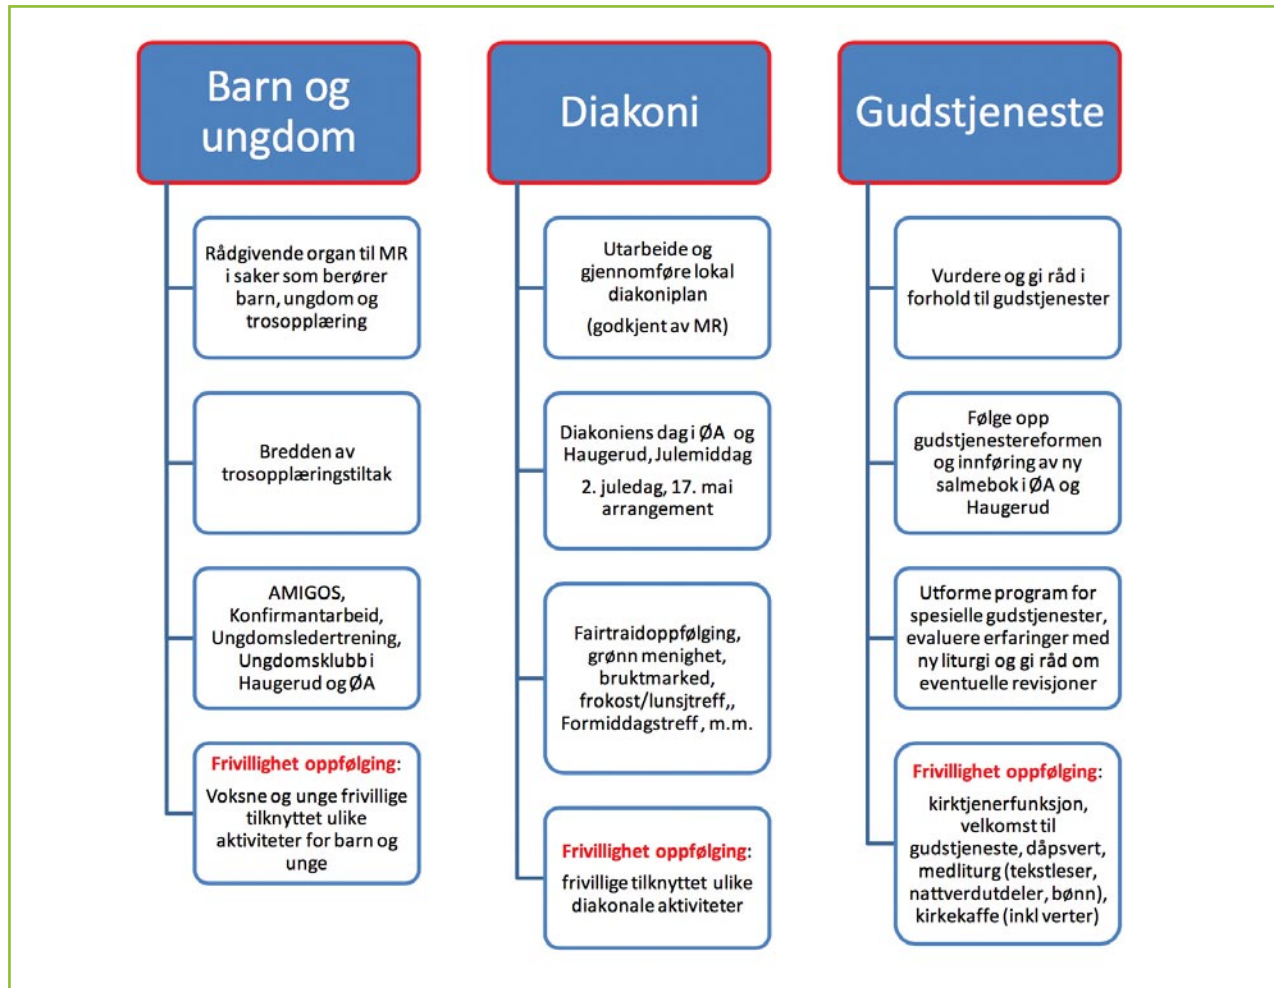 Barn og
ungdom
Rådgivende organ til MR
i saker som berører
barn, ungdom og
trosopplæring
Bredden av
trosopplæringstiltak
AMIGOS,
Konfirmantarbeid,
Ungdomsledertrening,
Ungdomsklubb i
Haugerud og ØA
Frivillighet oppfølging:
Voksne og unge frivillige
tilknyttet ulike
aktiviteter for barn og
unge
Diakoni
Utarbeide og
gjennomføre lokal
diakoniplan
(godkjent av MR)
Diakoniens dag i ØA og
Haugerud, Julemiddag
2. juledag, 17. mai
arrangement
Fairtraidoppfølging,
grønn menighet,
bruktmarked,
frokost/lunsjtreff,,
Formiddagstreff, m.m.
Frivillighet oppfølging:
frivillige tilknyttet ulike
diakonale aktiviteter
Gudstjeneste
Vurdere og gi råd i
forhold til gudstjenester
Følge opp
gudstjenestereformen
og innføring av ny
salmebok i ØA og
Haugerud
Utforme program for
spesielle gudstjenester,
evaluere erfaringer med
ny liturgi og gi råd om
eventuelle revisjoner
Frivillighet oppfølging:
kirktjenerfunksjon,
velkomst til
gudstjeneste, dåpsvert,
medliturg (tekstleser,
nattverdutdeler, bønn),
kirkekaffe (inkl verter)